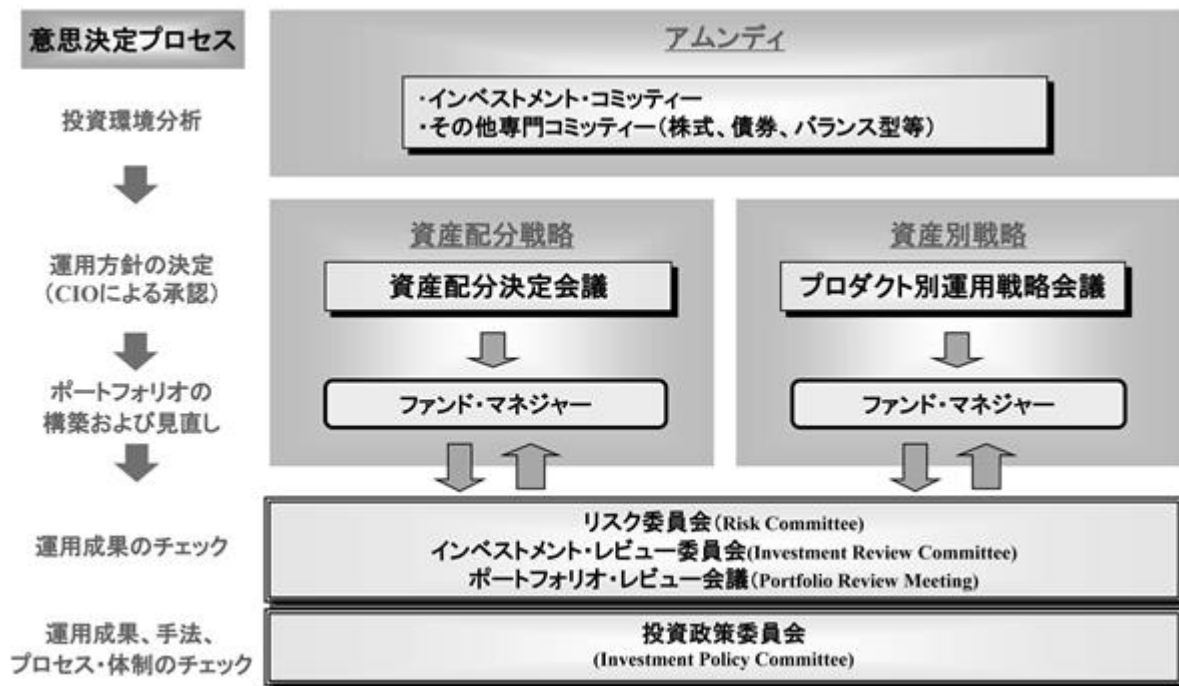 意思決定プロセス
アムンディ
投資環境分析
・インベストメント・コミッティー
・その他専門コミッティー(株式、債券、バランス型等)
資産配分戦略
資産別戦略
運用方針の決定
(CIOによる承認)
資産配分決定会議
プロダクト別運用戦略会議
ポートフォリオの
構築および見直し
ファンド・マネジャー
ファンド・マネジャー
運用成果のチェック
リスク委員会(Risk Committee)
インベストメント・レビュー委員会(Investment Review Committee)
ポートフォリオ・レビュー会議(Portfolio Review Meeting)
運用成果、手法、
プロセス・体制のチェック
投資政策委員会
(Investment Policy Committee)